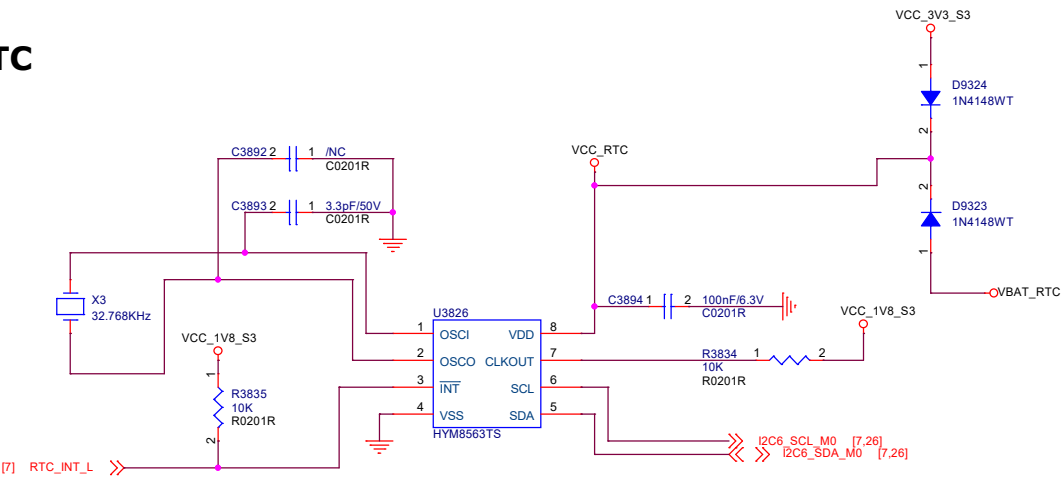 TC
VCC_3V3_S3
1
D9324
1N4148WT
2
C3892 2 1 /NC
C0201R
VCC_RTC
C3893 2 1 3.3pF/50V
C0201R
2
D9323
1N4148WT
1
X3
32.768KHz
C3894 1 2 100nF/6.3V
C0201R
VBAT_RTC
VCC_1V8_S3
U3826
1 OSCI VDD 8
2 OSCO CLKOUT 7
3 INT SCL 6
4 VSS SDA 5
HYM8563TS
R3834 1 2
10K
R0201R
VCC_1V8_S3
1
R3835
10K
R0201R
2
I2C6_SCL_M0 [7,26]
I2C6_SDA_M0 [7,26]
[7] RTC_INT_L